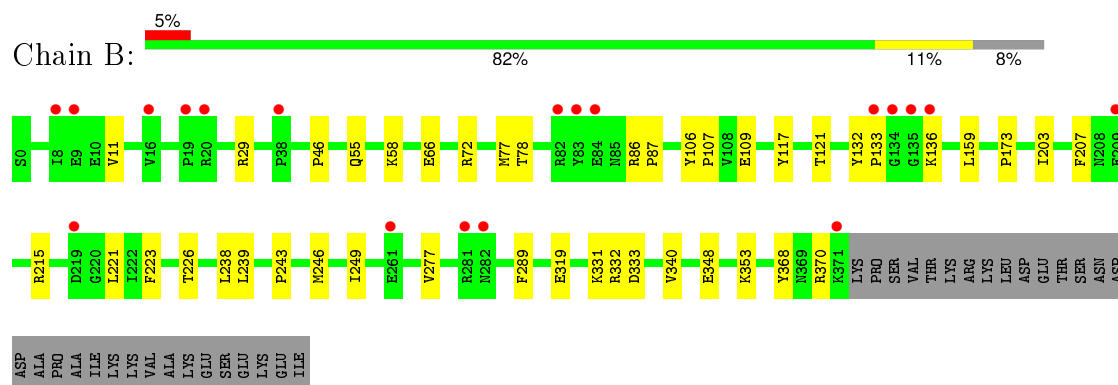 5%
Chain B:
82% 11% 8%
S0 I8 E9 E10 V11 V16 P19 R20 R29 P38 P46 Q55 K58 E66 R72 M77 T78 V82 Y83 E84 N85 R86 P87 Y106 P107 V108 E109 Y117 T121 Y132 P133 G134 G135 K136 L159 P173 I203 F207 N208
R215 D219 G220 L221 I222 F223 T226 L238 L239 P243 M246 I249 E261 V277 R281 N282 F289 E319 K331 R332 D333 V340 E348 K353 Y368 N369 R370 K371 LYS PRO SER VAL THR LYS ARG LYS LEU ASP GLU THR SER ASN ASP
ASP ALA PRO ALA ILE LYS LYS VAL ALA LYS GLU SER GLU LYS GLU ILE